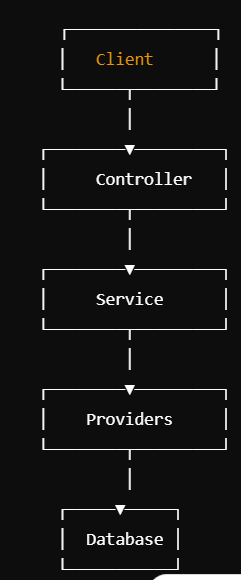 Client
Controller
Service
Providers
Database